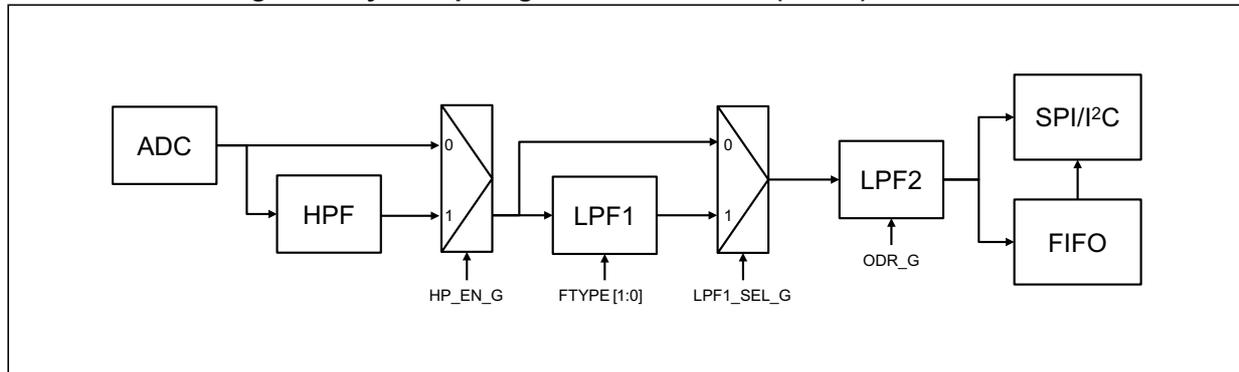 SPI/I²C
ADC
0
0
LPF2
HPF
1
LPF1
1
FIFO
ODR_G
HP_EN_G
FTYPE [1:0]
LPF1_SEL_G